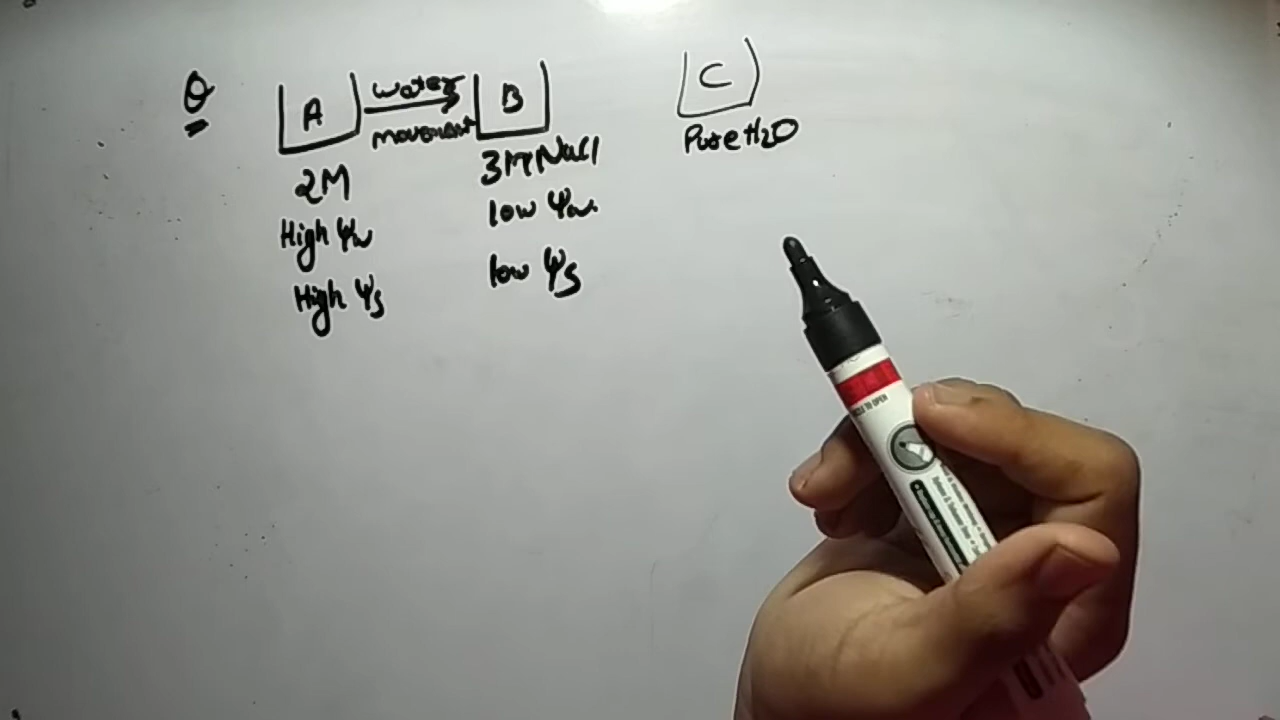 Q
A
water
movement
B
C
2M
3M NaCl
Pure H2O
High Ψw
low Ψw.
High Ψs
low Ψs